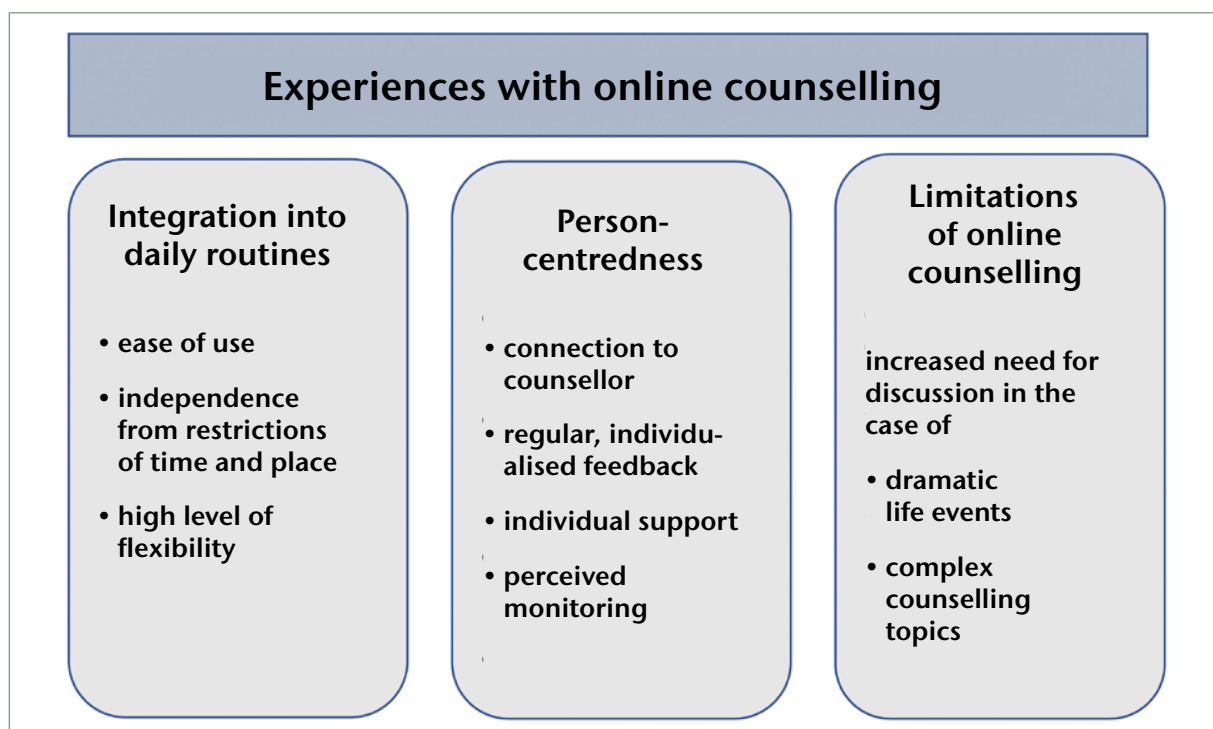 Experiences with online counselling
Integration into
daily routines
• ease of use
• independence
from restrictions
of time and place
• high level of
flexibility
Person-
centredness
• connection to
counsellor
• regular, individu-
alised feedback
• individual support
• perceived
monitoring
Limitations
of online
counselling
increased need for
discussion in the
case of
• dramatic
life events
• complex
counselling
topics